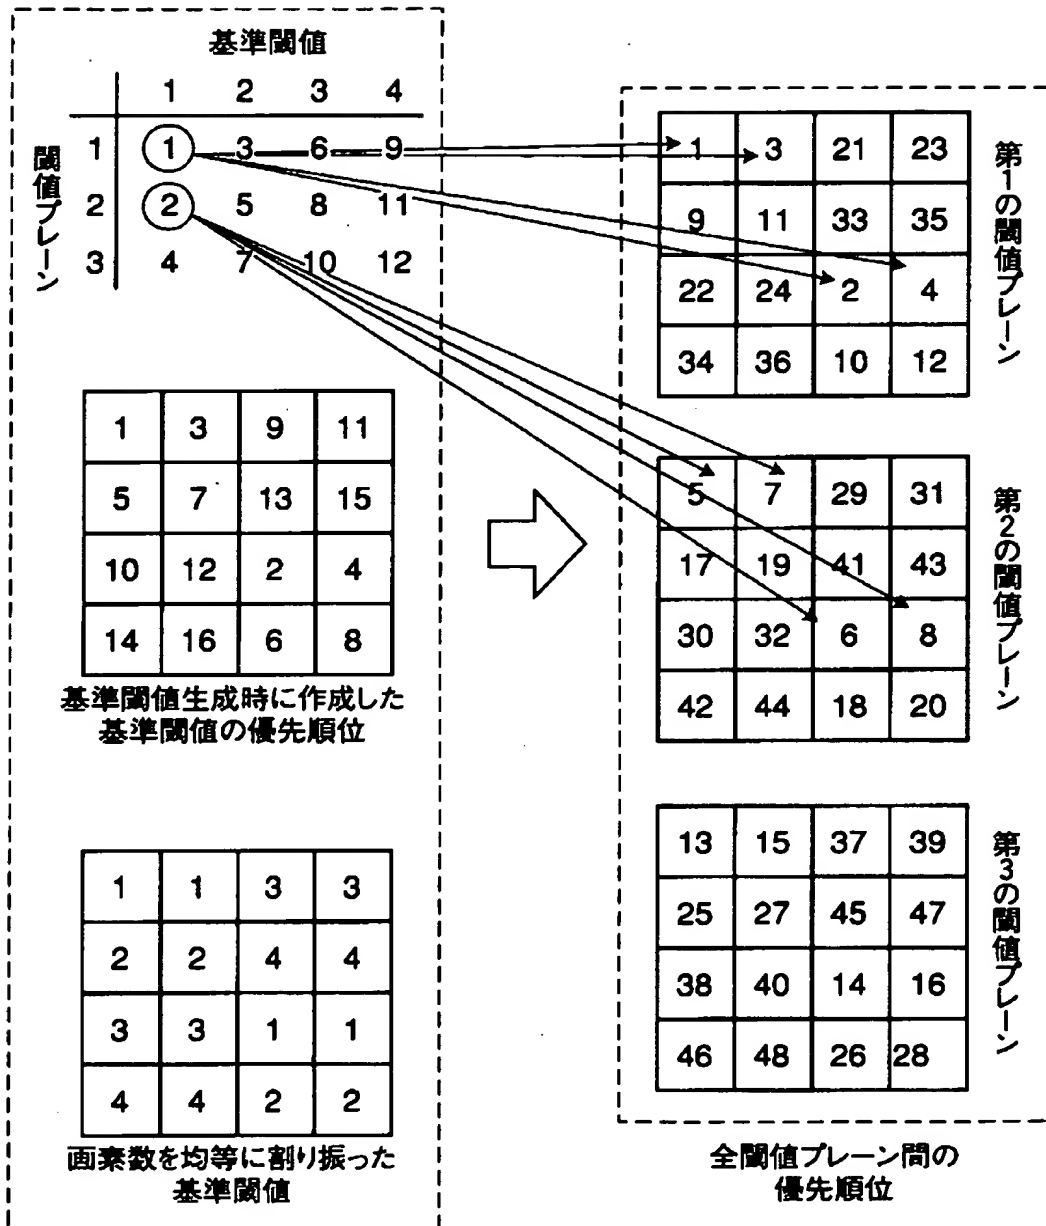 基準閾値
1 2 3 4
閾値プレーン
1 1 3 6 9
2 2 5 8 11
3 4 7 10 12
1 3 9 11
5 7 13 15
10 12 2 4
14 16 6 8
基準閾値生成時に作成した
基準閾値の優先順位
1 1 3 3
2 2 4 4
3 3 1 1
4 4 2 2
画素数を均等に割り振った
基準閾値
1 3 21 23
9 11 33 35
22 24 2 4
34 36 10 12
第1の閾値プレーン
5 7 29 31
17 19 41 43
30 32 6 8
42 44 18 20
第2の閾値プレーン
13 15 37 39
25 27 45 47
38 40 14 16
46 48 26 28
第3の閾値プレーン
全閾値プレーン間の
優先順位